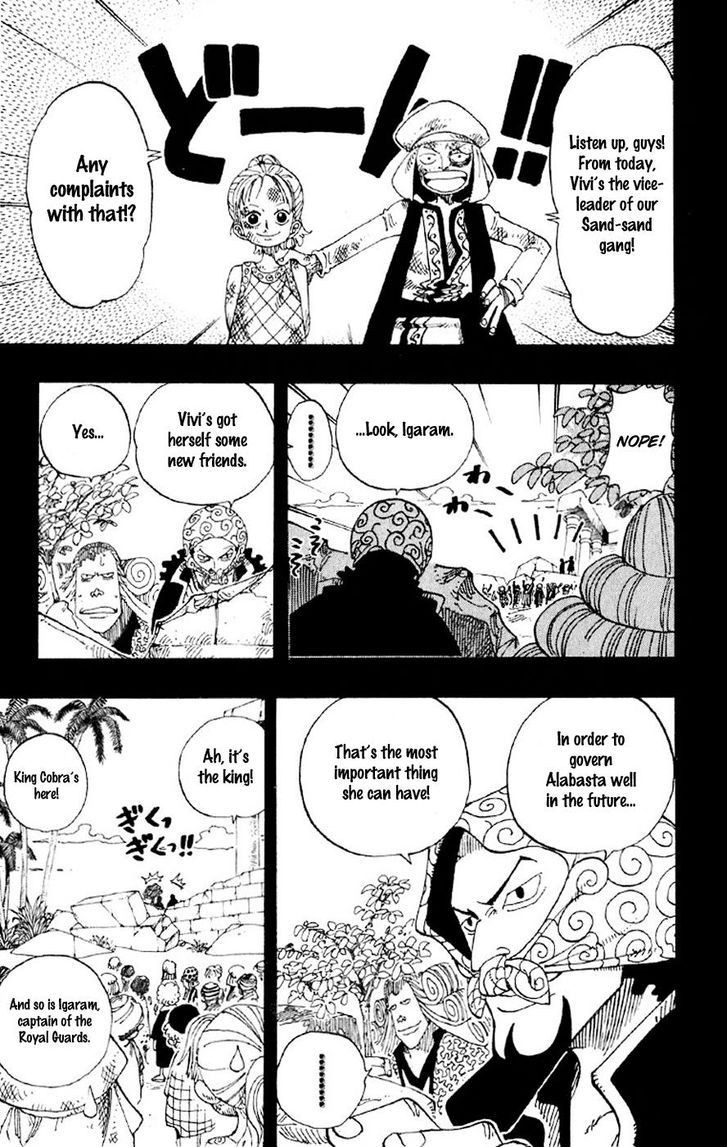 Listen up, guys!
From today,
Vivi's the vice-
leader of our
Sand-sand
gang!
どーん!!
Any
complaints
with that!?
NOPE!
わっ
わっ
...Look, Igaram.
.........
Vivi's got
herself some
new friends.
Yes...
In order to
govern
Alabasta well
in the future...
That's the most
important thing
she can have!
.........
Ah, it's
the king!
King Cobra's
here!
ぎくっ
ぎくっ!!
And so is Igaram,
captain of the
Royal Guards.